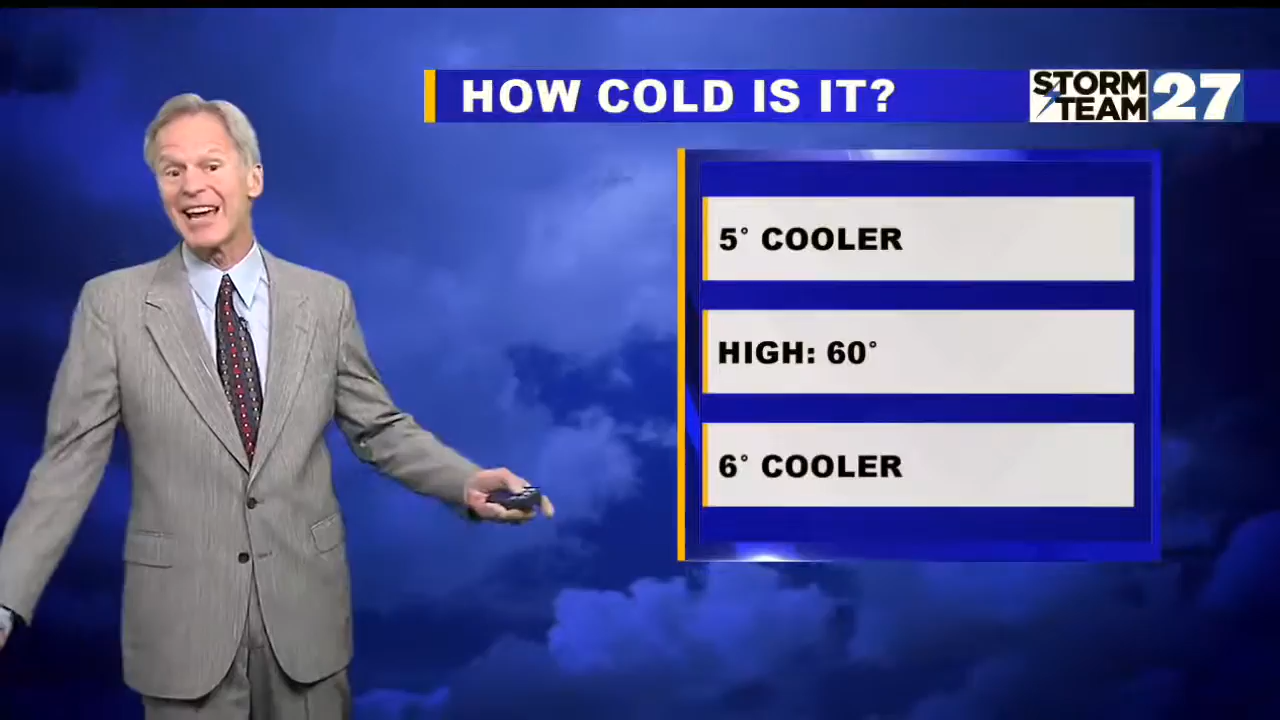 HOW COLD IS IT?
STORM
TEAM
27
5° COOLER
HIGH: 60°
6° COOLER